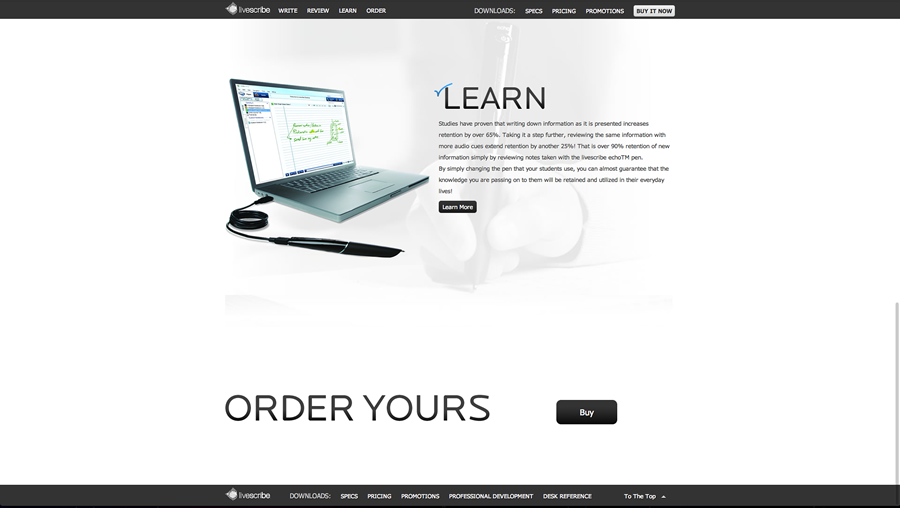 livescribe WRITE REVIEW LEARN ORDER DOWNLOADS: SPECS PRICING PROMOTIONS BUY IT NOW
LEARN
Studies have proven that writing down information as it is presented increases
retention by over 65%. Taking it a step further, reviewing the same information with
more audio cues extend retention by another 25%! That is over 90% retention of new
information simply by reviewing notes taken with the livescribe echoTM pen.
By simply changing the pen that your students use, you can almost guarantee that the
knowledge you are passing on to them will be retained and utilized in their everyday
lives!
Learn More
ORDER YOURS
Buy
livescribe DOWNLOADS: SPECS PRICING PROMOTIONS PROFESSIONAL DEVELOPMENT DESK REFERENCE To The Top